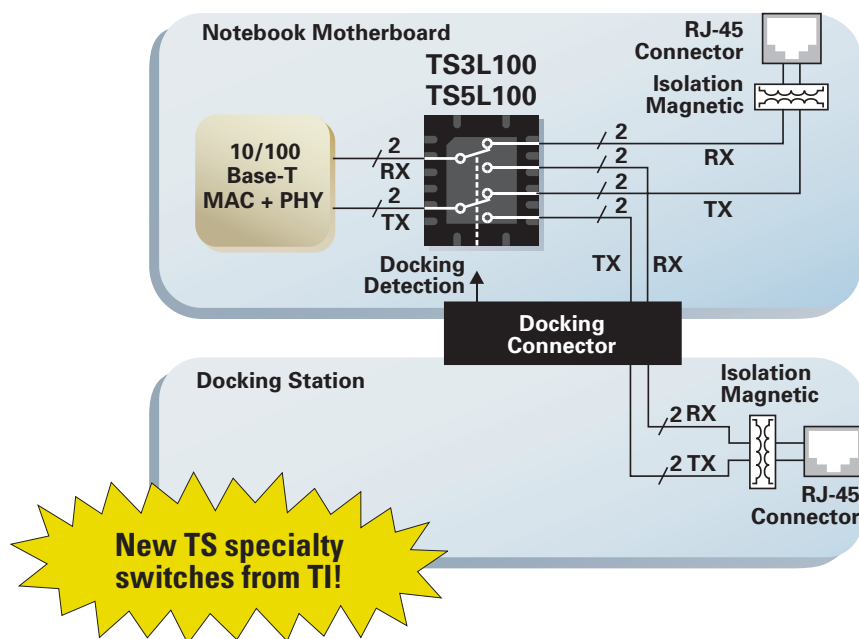 Notebook Motherboard
RJ-45
Connector
TS3L100
TS5L100
Isolation
Magnetic
10/100
Base-T
MAC + PHY
2
RX
2
TX
2
2
2
2
RX
TX
TX
RX
Docking
Detection
Docking
Connector
Docking Station
Isolation
Magnetic
2 RX
2 TX
RJ-45
Connector
New TS specialty
switches from TI!